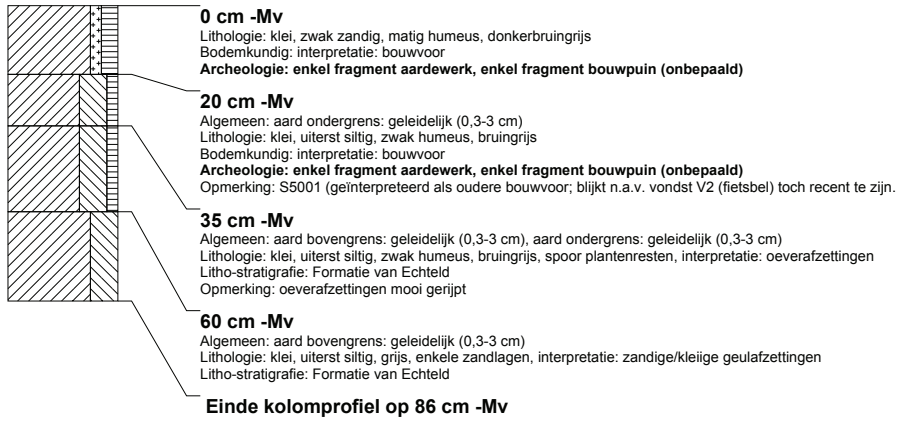 0 cm -Mv
Lithologie: klei, zwak zandig, matig humeus, donkerbruingrijs
Bodemkundig: interpretatie: bouwvoor
Archeologie: enkel fragment aardewerk, enkel fragment bouwpuin (onbepaald)
20 cm -Mv
Algemeen: aard ondergrens: geleidelijk (0,3-3 cm)
Lithologie: klei, uiterst siltig, zwak humeus, bruingrijs
Bodemkundig: interpretatie: bouwvoor
Archeologie: enkel fragment aardewerk, enkel fragment bouwpuin (onbepaald)
Opmerking: S5001 (geïnterpreteerd als oudere bouwvoor; blijkt n.a.v. vondst V2 (fietsbel) toch recent te zijn.
35 cm -Mv
Algemeen: aard bovengrens: geleidelijk (0,3-3 cm), aard ondergrens: geleidelijk (0,3-3 cm)
Lithologie: klei, uiterst siltig, zwak humeus, bruingrijs, spoor plantenresten, interpretatie: oeverafzettingen
Litho-stratigrafie: Formatie van Echteld
Opmerking: oeverafzettingen mooi gerijpt
60 cm -Mv
Algemeen: aard bovengrens: geleidelijk (0,3-3 cm)
Lithologie: klei, uiterst siltig, grijs, enkele zandlagen, interpretatie: zandige/kleiige geulafzettingen
Litho-stratigrafie: Formatie van Echteld
Einde kolomprofiel op 86 cm -Mv